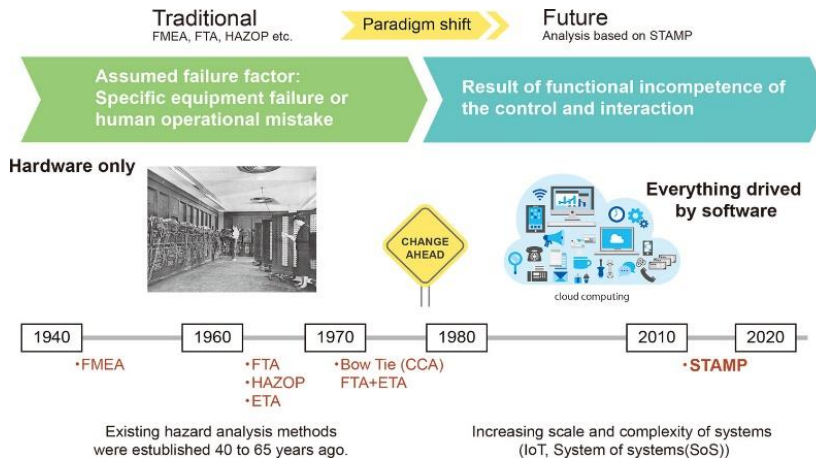 Traditional
FMEA, FTA, HAZOP etc.
Paradigm shift
Future
Analysis based on STAMP
Assumed failure factor:
Specific equipment failure or
human operational mistake
Result of functional incompetence of
the control and interaction
Hardware only
CHANGE
AHEAD
Everything drived
by software
cloud computing
1940
1960
1970
1980
2010
2020
・FMEA
・FTA
・HAZOP
・ETA
・Bow Tie (CCA)
FTA+ETA
・STAMP
Existing hazard analysis methods
were established 40 to 65 years ago.
Increasing scale and complexity of systems
(IoT, System of systems(SoS))